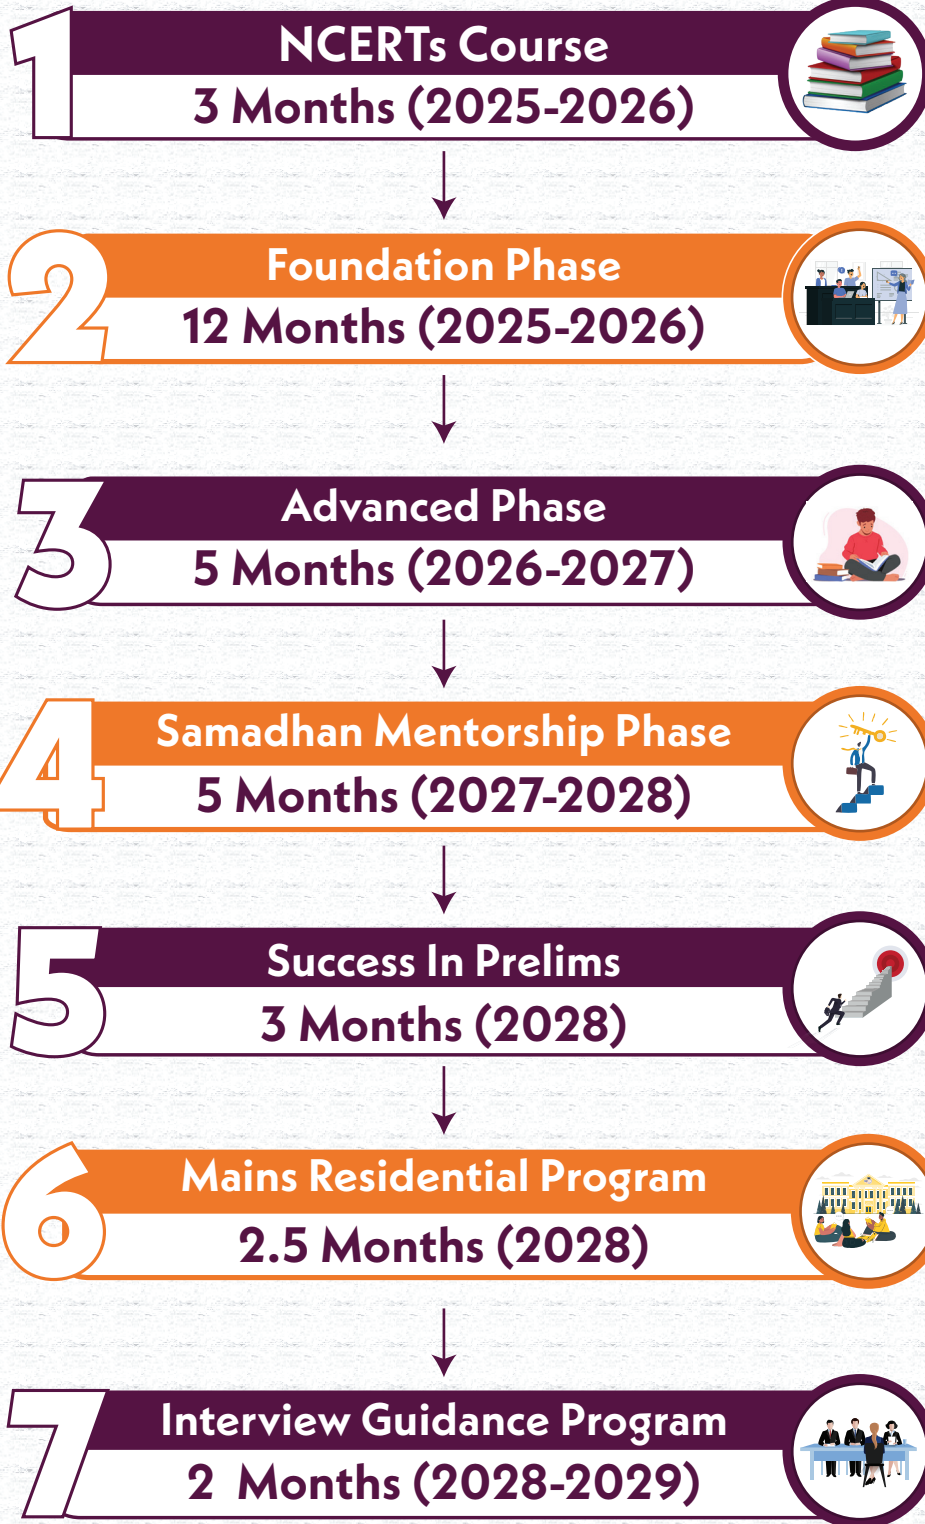 1
NCERTs Course
3 Months (2025-2026)
2
Foundation Phase
12 Months (2025-2026)
3
Advanced Phase
5 Months (2026-2027)
4
Samadhan Mentorship Phase
5 Months (2027-2028)
5
Success In Prelims
3 Months (2028)
6
Mains Residential Program
2.5 Months (2028)
7
Interview Guidance Program
2 Months (2028-2029)